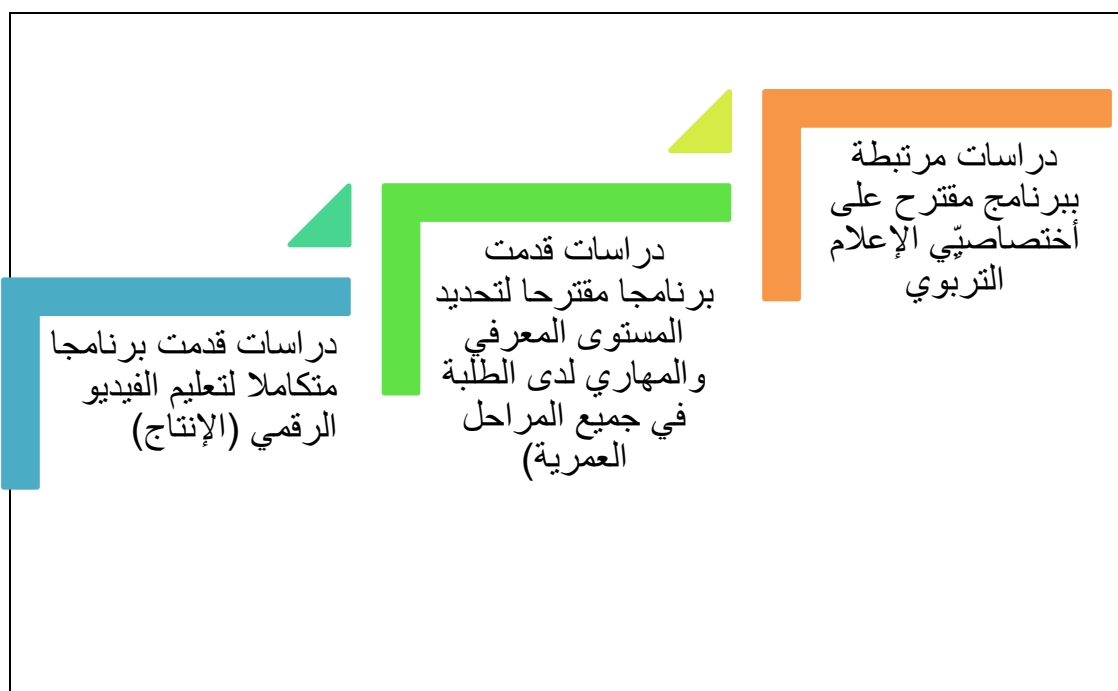 دراسات مرتبطة
ببرنامج مقترح على
أختصاصيِّي الإعلام
التربوي
دراسات قدمت
برنامجا مقترحا لتحديد
المستوى المعرفي
والمهاري لدى الطلبة
في جميع المراحل
العمرية)
دراسات قدمت برنامجا
متكاملا لتعليم الفيديو
الرقمي (الإنتاج)